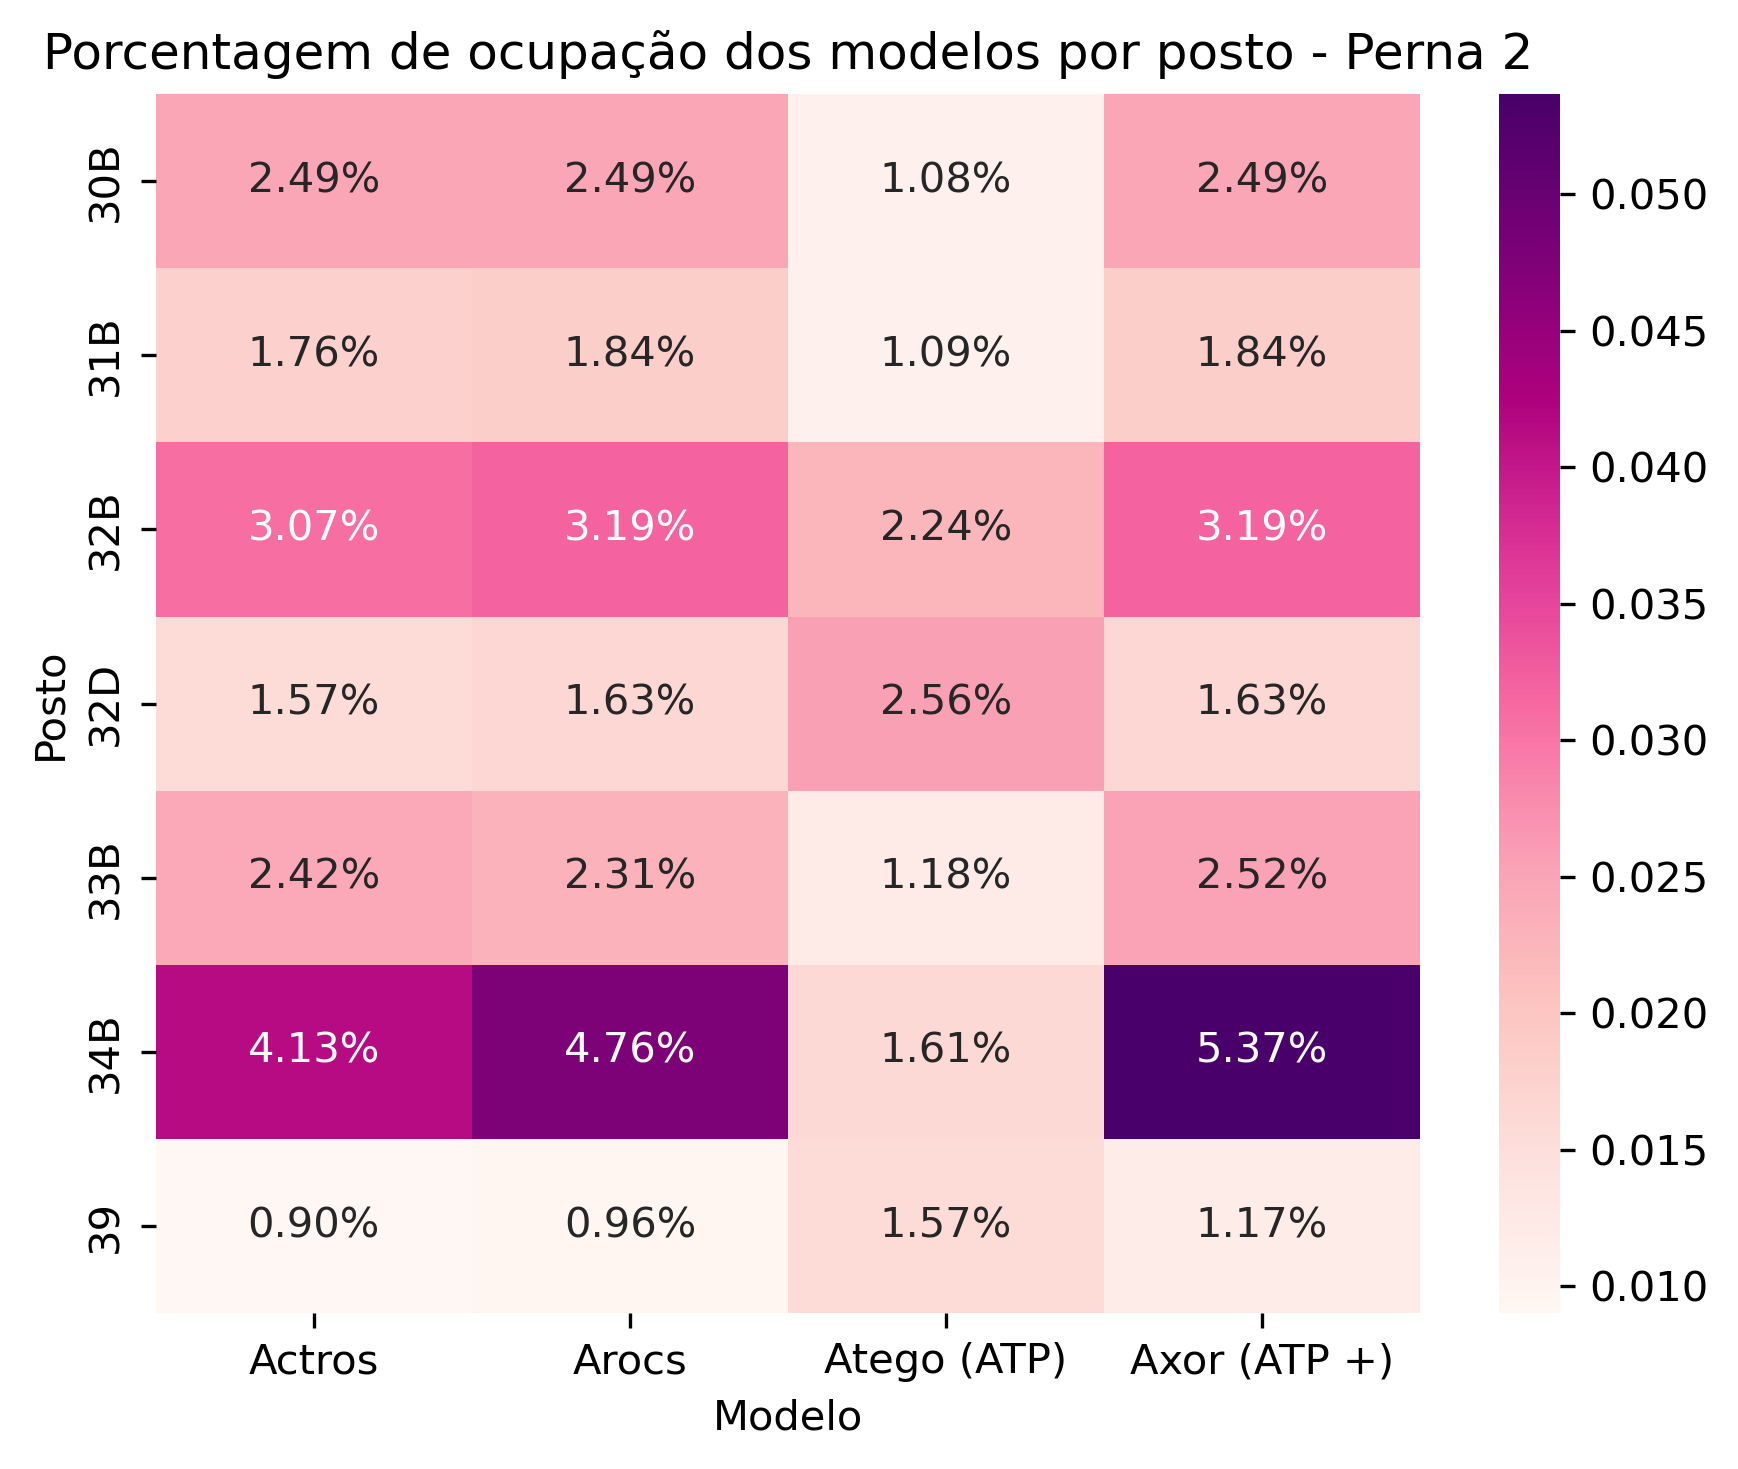 Porcentagem de ocupação dos modelos por posto - Perna 2
Posto
30B 2.49% 2.49% 1.08% 2.49%
31B 1.76% 1.84% 1.09% 1.84%
32B 3.07% 3.19% 2.24% 3.19%
32D 1.57% 1.63% 2.56% 1.63%
33B 2.42% 2.31% 1.18% 2.52%
34B 4.13% 4.76% 1.61% 5.37%
39 0.90% 0.96% 1.57% 1.17%
Actros Arocs Atego (ATP) Axor (ATP +)
Modelo
0.050
0.045
0.040
0.035
0.030
0.025
0.020
0.015
0.010